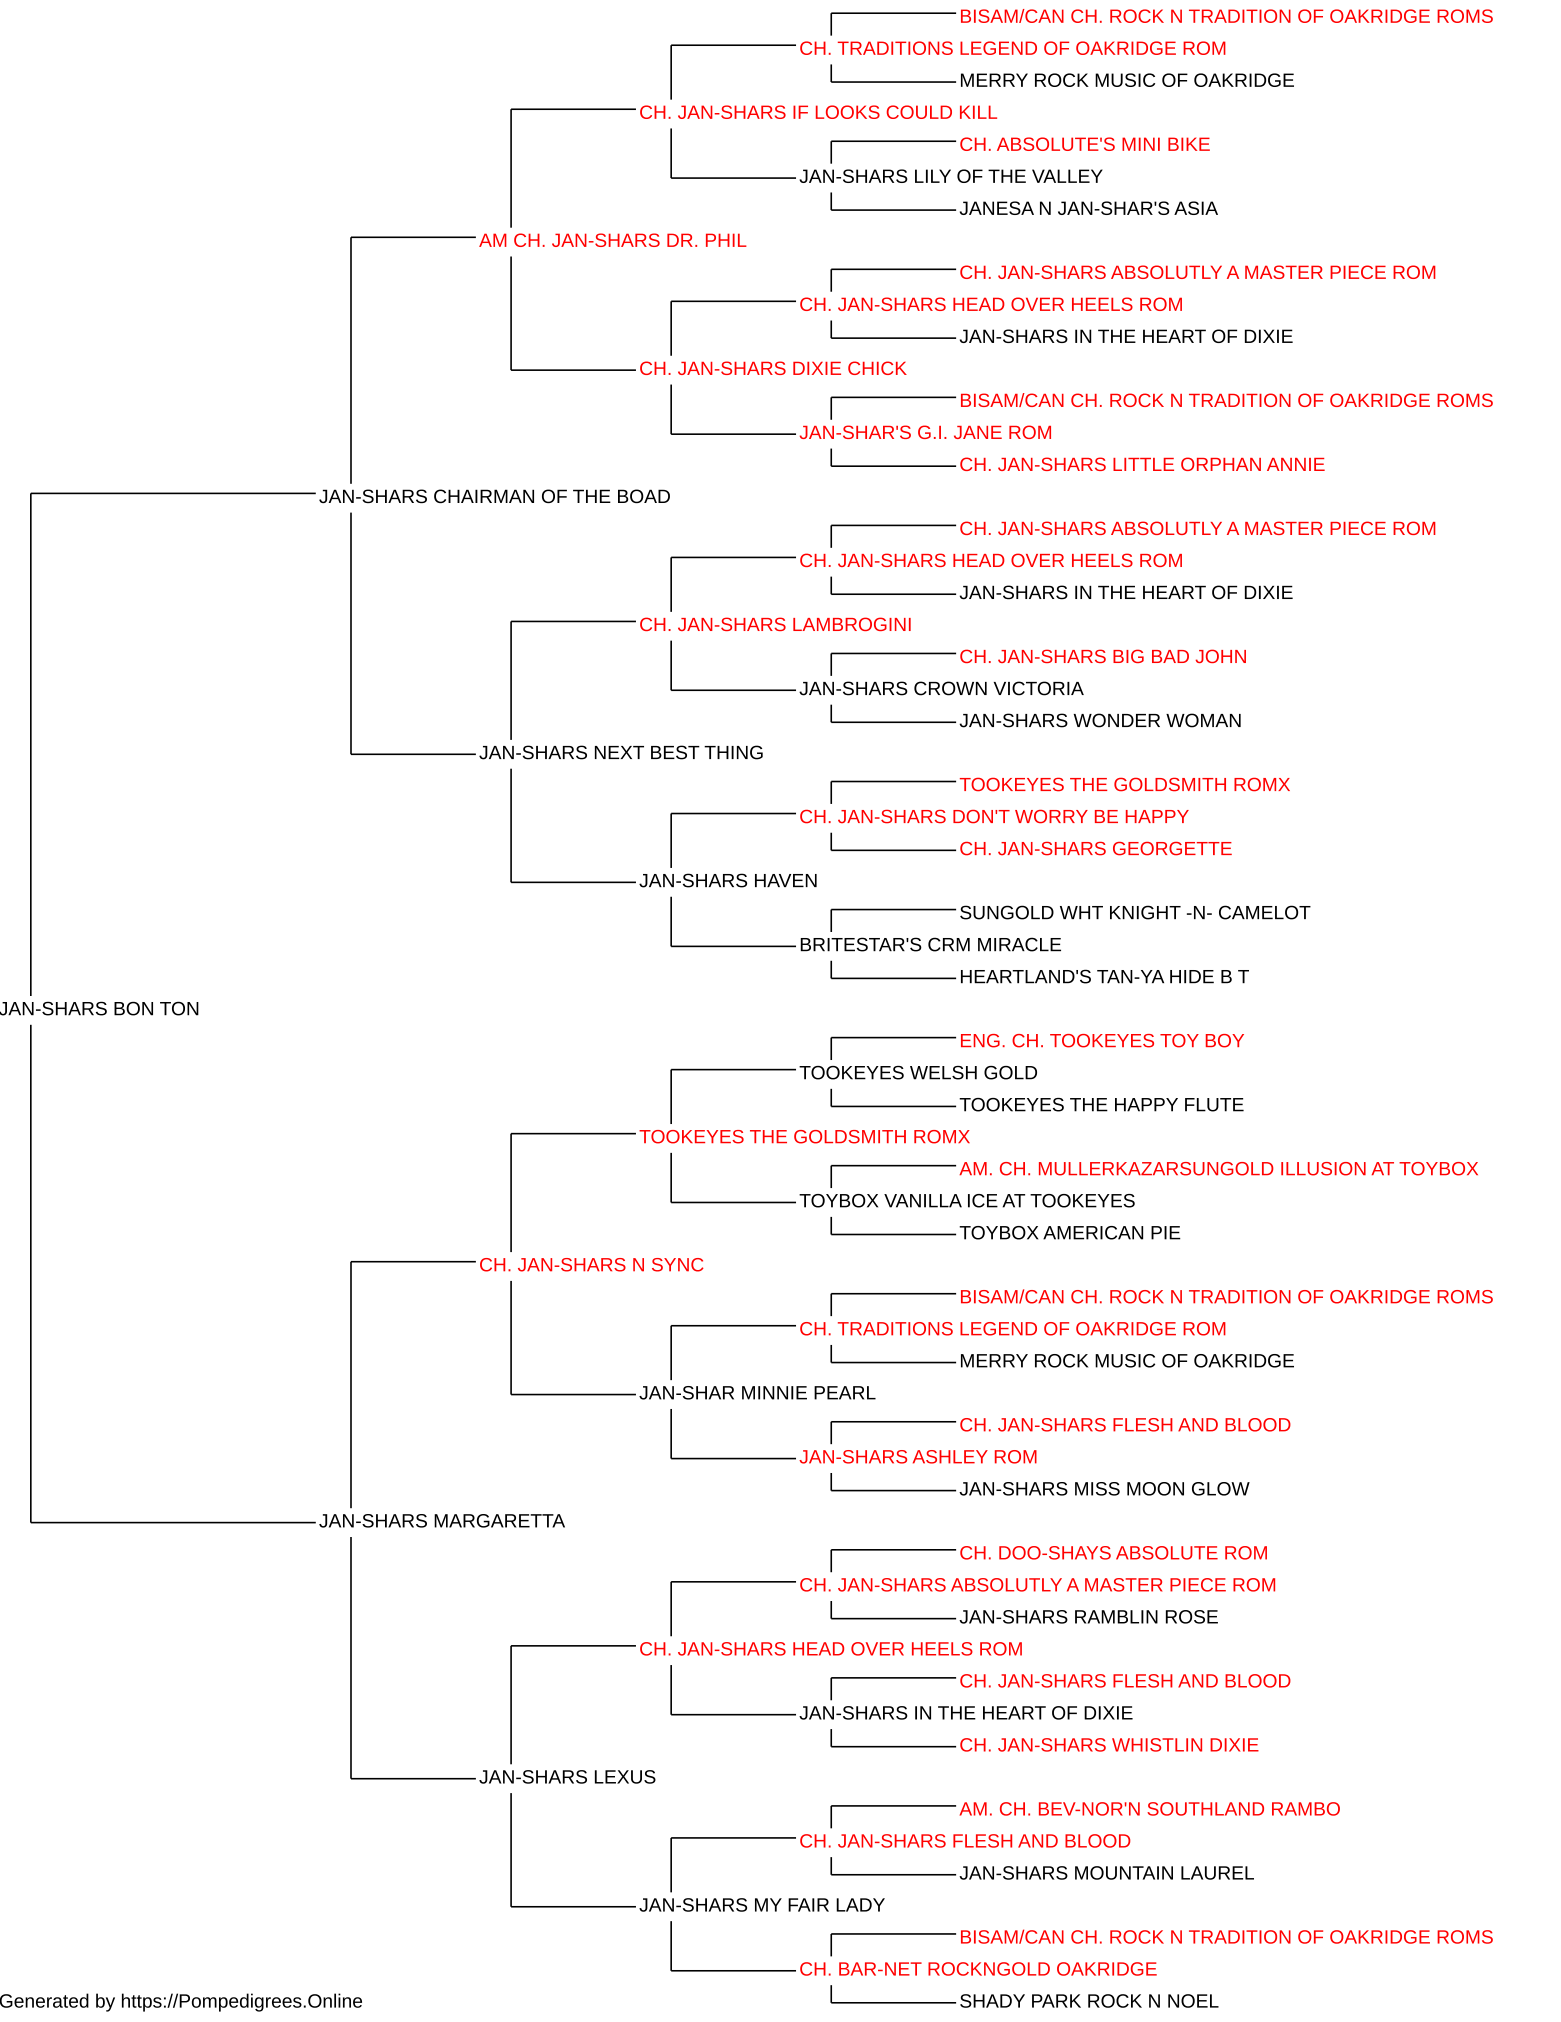 BISAM/CAN CH. ROCK N TRADITION OF OAKRIDGE ROMS
CH. TRADITIONS LEGEND OF OAKRIDGE ROM
MERRY ROCK MUSIC OF OAKRIDGE
CH. JAN-SHARS IF LOOKS COULD KILL
CH. ABSOLUTE'S MINI BIKE
JAN-SHARS LILY OF THE VALLEY
JANESA N JAN-SHAR'S ASIA
AM CH. JAN-SHARS DR. PHIL
CH. JAN-SHARS ABSOLUTLY A MASTER PIECE ROM
CH. JAN-SHARS HEAD OVER HEELS ROM
JAN-SHARS IN THE HEART OF DIXIE
CH. JAN-SHARS DIXIE CHICK
BISAM/CAN CH. ROCK N TRADITION OF OAKRIDGE ROMS
JAN-SHAR'S G.I. JANE ROM
CH. JAN-SHARS LITTLE ORPHAN ANNIE
JAN-SHARS CHAIRMAN OF THE BOAD
CH. JAN-SHARS ABSOLUTLY A MASTER PIECE ROM
CH. JAN-SHARS HEAD OVER HEELS ROM
JAN-SHARS IN THE HEART OF DIXIE
CH. JAN-SHARS LAMBROGINI
CH. JAN-SHARS BIG BAD JOHN
JAN-SHARS CROWN VICTORIA
JAN-SHARS WONDER WOMAN
JAN-SHARS NEXT BEST THING
TOOKEYES THE GOLDSMITH ROMX
CH. JAN-SHARS DON'T WORRY BE HAPPY
CH. JAN-SHARS GEORGETTE
JAN-SHARS HAVEN
SUNGOLD WHT KNIGHT -N- CAMELOT
BRITESTAR'S CRM MIRACLE
HEARTLAND'S TAN-YA HIDE B T
JAN-SHARS BON TON
ENG. CH. TOOKEYES TOY BOY
TOOKEYES WELSH GOLD
TOOKEYES THE HAPPY FLUTE
TOOKEYES THE GOLDSMITH ROMX
AM. CH. MULLERKAZARSUNGOLD ILLUSION AT TOYBOX
TOYBOX VANILLA ICE AT TOOKEYES
TOYBOX AMERICAN PIE
CH. JAN-SHARS N SYNC
BISAM/CAN CH. ROCK N TRADITION OF OAKRIDGE ROMS
CH. TRADITIONS LEGEND OF OAKRIDGE ROM
MERRY ROCK MUSIC OF OAKRIDGE
JAN-SHAR MINNIE PEARL
CH. JAN-SHARS FLESH AND BLOOD
JAN-SHARS ASHLEY ROM
JAN-SHARS MISS MOON GLOW
JAN-SHARS MARGARETTA
CH. DOO-SHAYS ABSOLUTE ROM
CH. JAN-SHARS ABSOLUTLY A MASTER PIECE ROM
JAN-SHARS RAMBLIN ROSE
CH. JAN-SHARS HEAD OVER HEELS ROM
CH. JAN-SHARS FLESH AND BLOOD
JAN-SHARS IN THE HEART OF DIXIE
CH. JAN-SHARS WHISTLIN DIXIE
JAN-SHARS LEXUS
AM. CH. BEV-NOR'N SOUTHLAND RAMBO
CH. JAN-SHARS FLESH AND BLOOD
JAN-SHARS MOUNTAIN LAUREL
JAN-SHARS MY FAIR LADY
BISAM/CAN CH. ROCK N TRADITION OF OAKRIDGE ROMS
CH. BAR-NET ROCKNGOLD OAKRIDGE
SHADY PARK ROCK N NOEL
Generated by https://Pompedigrees.Online